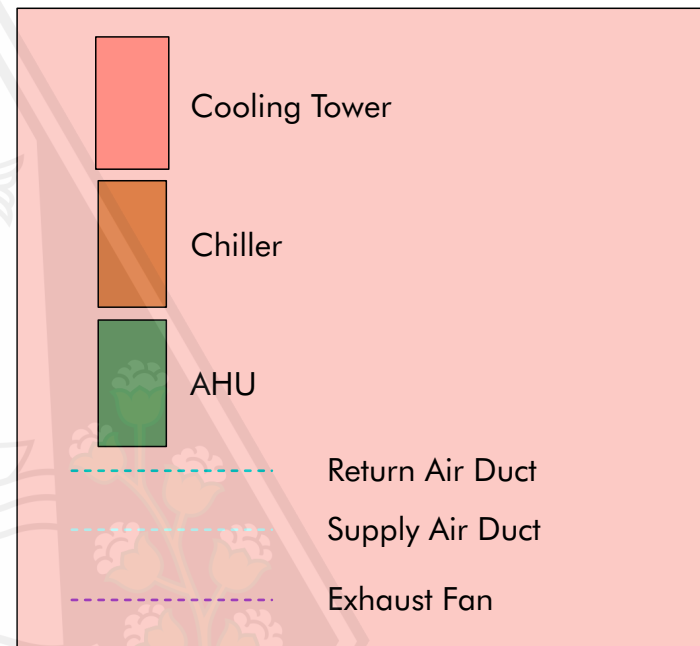 Cooling Tower
Chiller
AHU
Return Air Duct
Supply Air Duct
Exhaust Fan